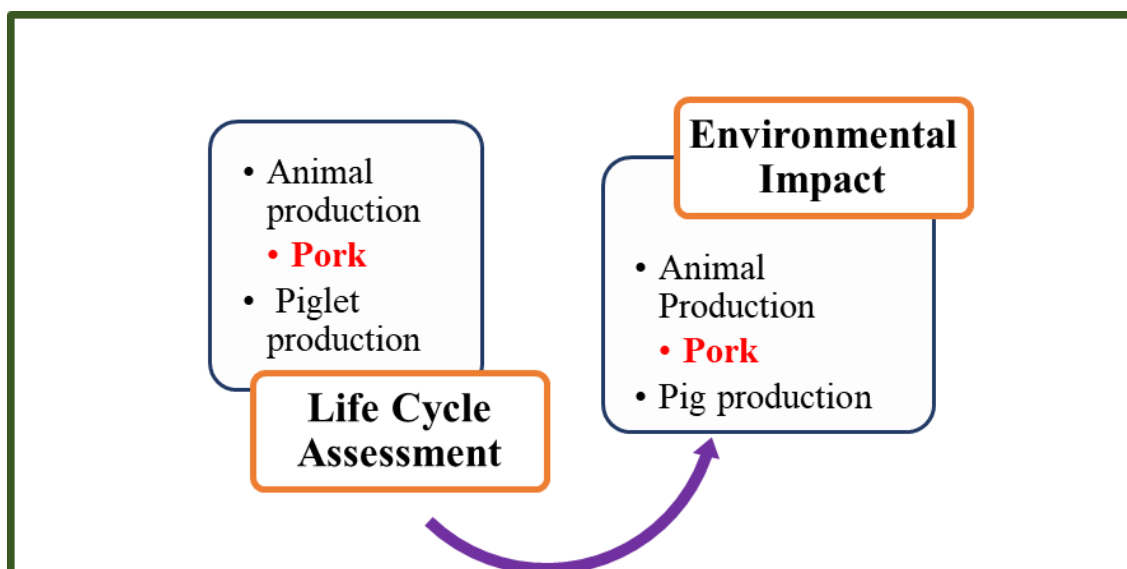 • Animal
production
• Pork
• Piglet
production
Life Cycle
Assessment
Environmental
Impact
• Animal
Production
• Pork
• Pig production